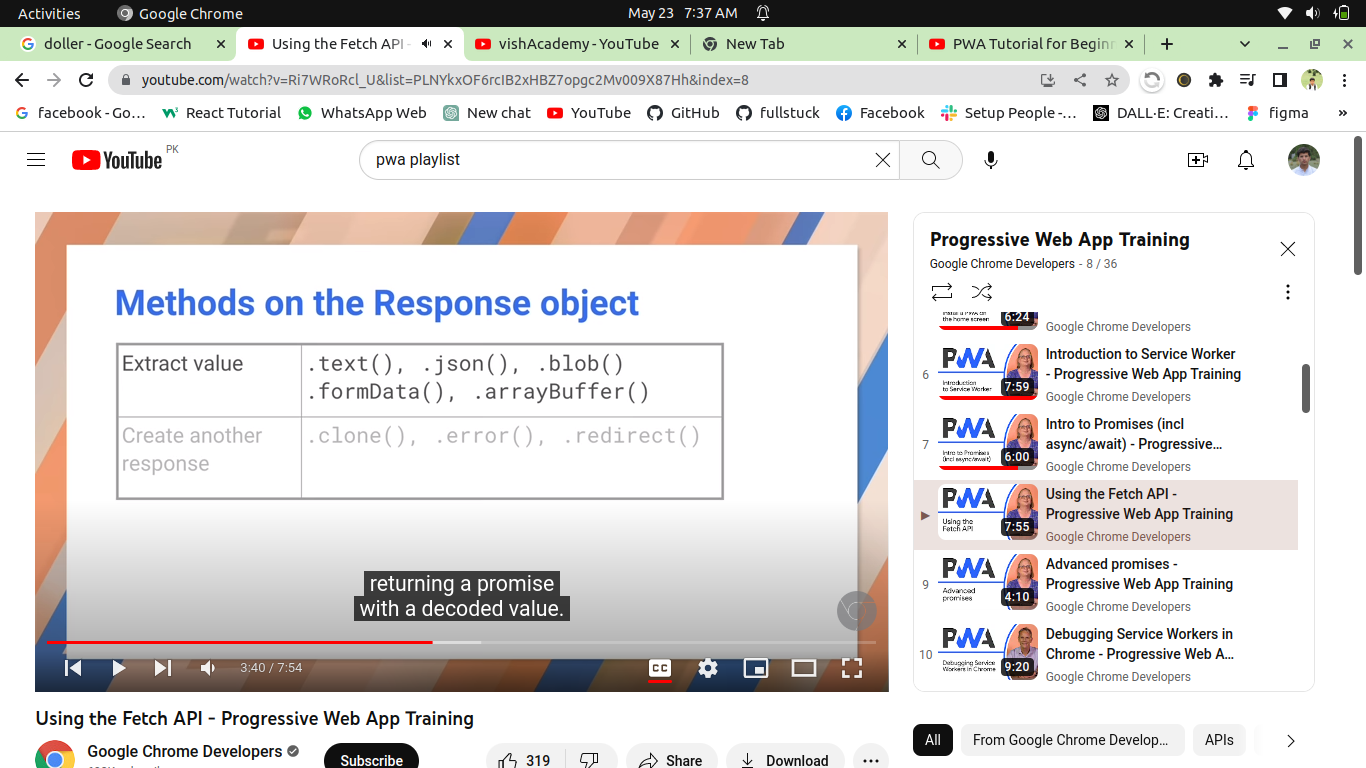 Activities
Google Chrome
May 23 7:37 AM
doller - Google Search
Using the Fetch API -
vishAcademy - YouTube
New Tab
PWA Tutorial for Beginn
youtube.com/watch?v=Ri7WRoRcl_U&list=PLNYkxOF6rcIB2xHBZ7opgc2Mv009X87Hh&index=8
facebook - Go…
React Tutorial
WhatsApp Web
New chat
YouTube
GitHub
fullstuck
Facebook
Setup People -…
DALL·E: Creati…
figma
»
YouTube PK
pwa playlist
Methods on the Response object
Extract value
.text(), .json(), .blob()
.formData(), .arrayBuffer()
Create another
response
.clone(), .error(), .redirect()
returning a promise
with a decoded value.
3:40 / 7:54
CC
Using the Fetch API - Progressive Web App Training
Google Chrome Developers
Subscribe
319
Share
Download
Progressive Web App Training
Google Chrome Developers - 8 / 36
the home screen
6:24
Google Chrome Developers
6
PWA
Introduction
to Service Worker
7:59
Introduction to Service Worker
- Progressive Web App Training
Google Chrome Developers
7
PWA
Intro to Promises
(incl async/await)
6:00
Intro to Promises (incl
async/await) - Progressive…
Google Chrome Developers
PWA
Using the
Fetch API
7:55
Using the Fetch API -
Progressive Web App Training
Google Chrome Developers
9
PWA
Advanced
promises
4:10
Advanced promises -
Progressive Web App Training
Google Chrome Developers
10
PWA
Debugging Service
Workers in Chrome
9:20
Debugging Service Workers in
Chrome - Progressive Web A…
Google Chrome Developers
All
From Google Chrome Develop…
APIs